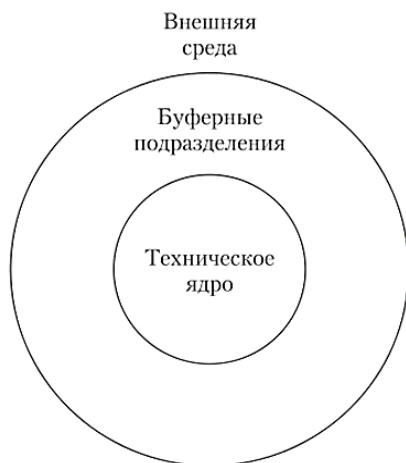 Внешняя
среда
Буферные
подразделения
Техническое
ядро